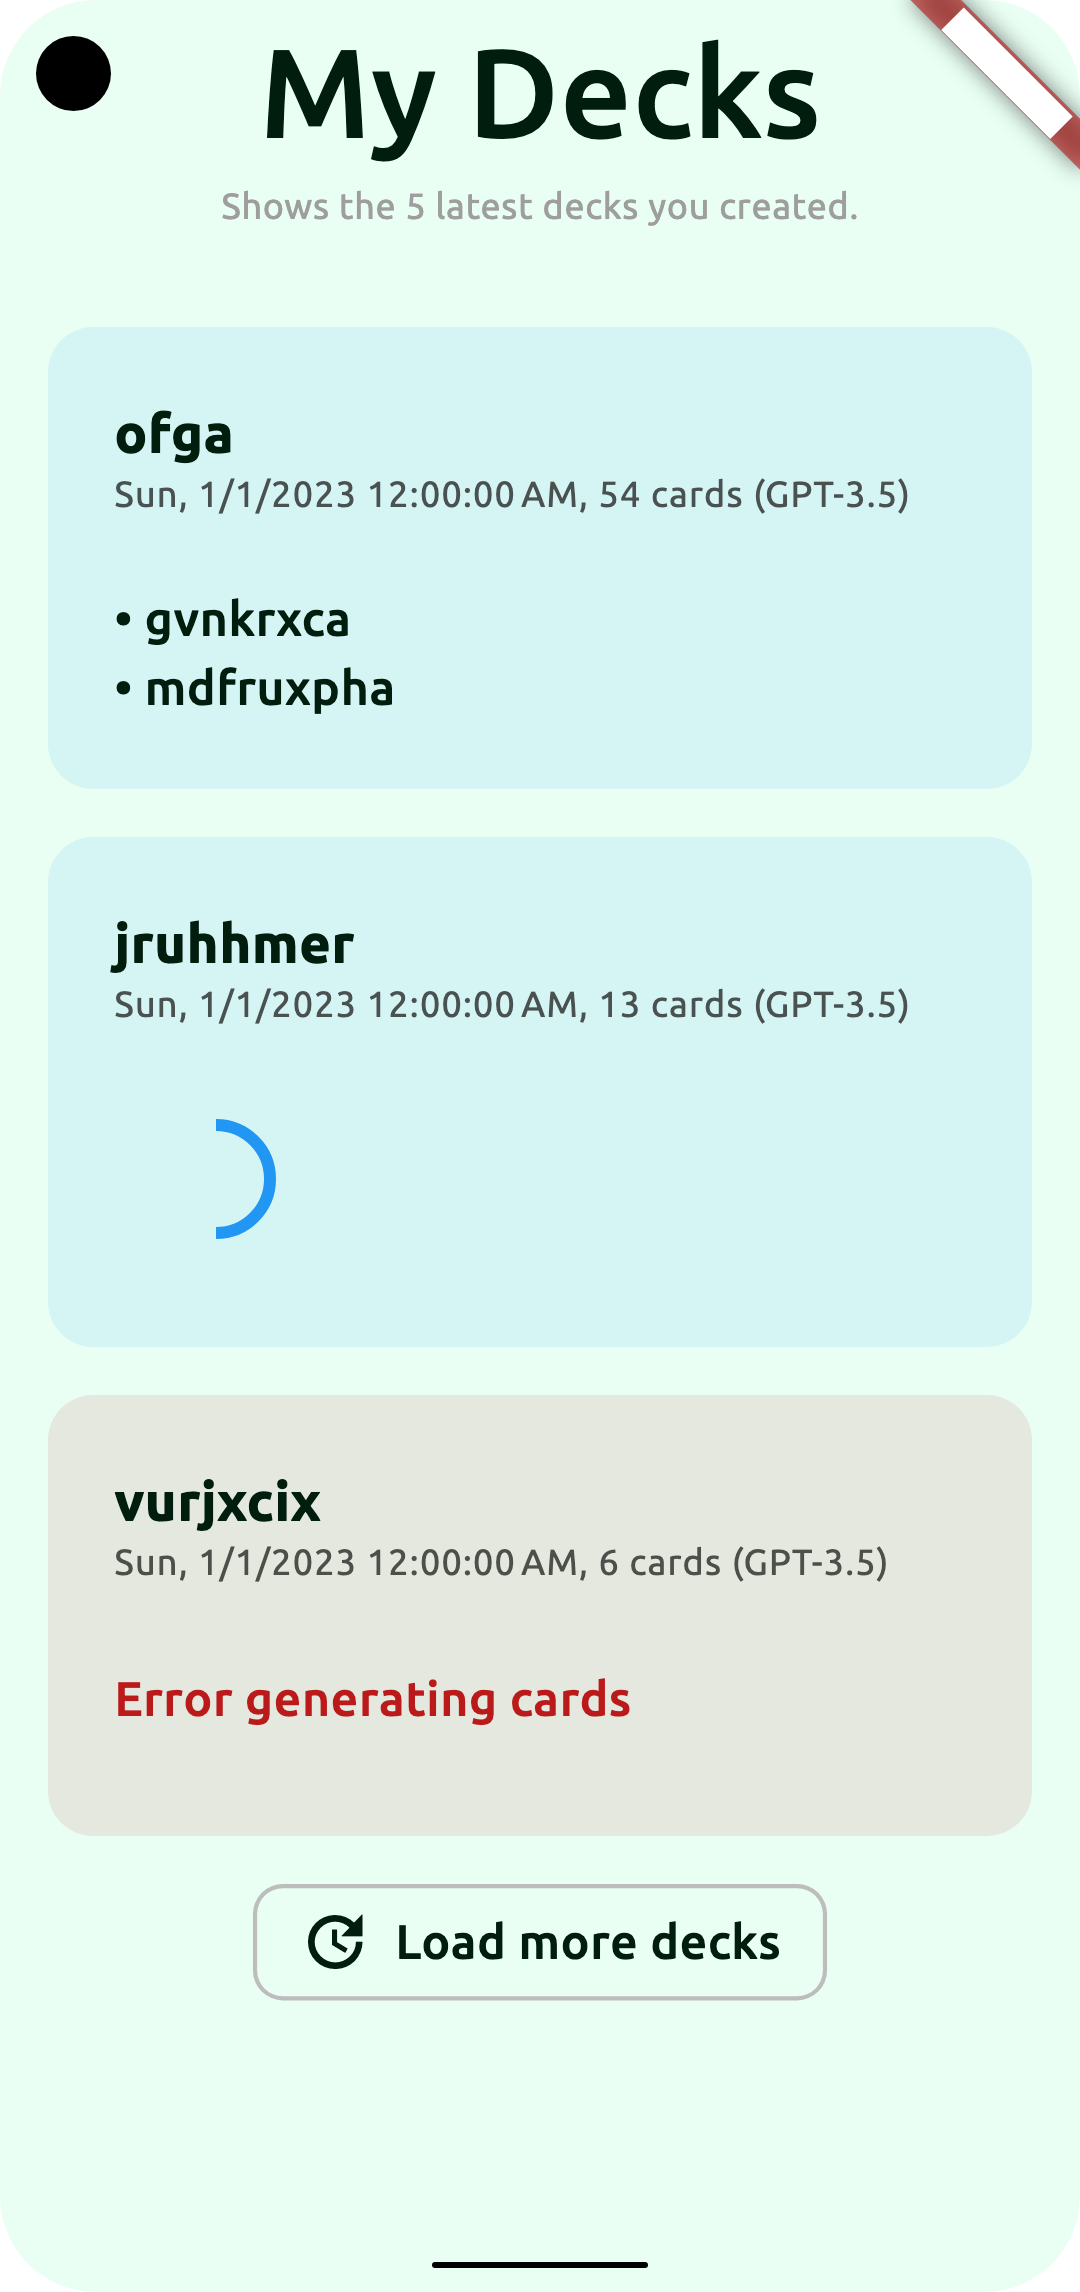 My Decks
Shows the 5 latest decks you created.
ofga
Sun, 1/1/2023 12:00:00 AM, 54 cards (GPT-3.5)
• gvnkrxca
• mdfruxpha
jruhhmer
Sun, 1/1/2023 12:00:00 AM, 13 cards (GPT-3.5)
vurjxcix
Sun, 1/1/2023 12:00:00 AM, 6 cards (GPT-3.5)
Error generating cards
Load more decks